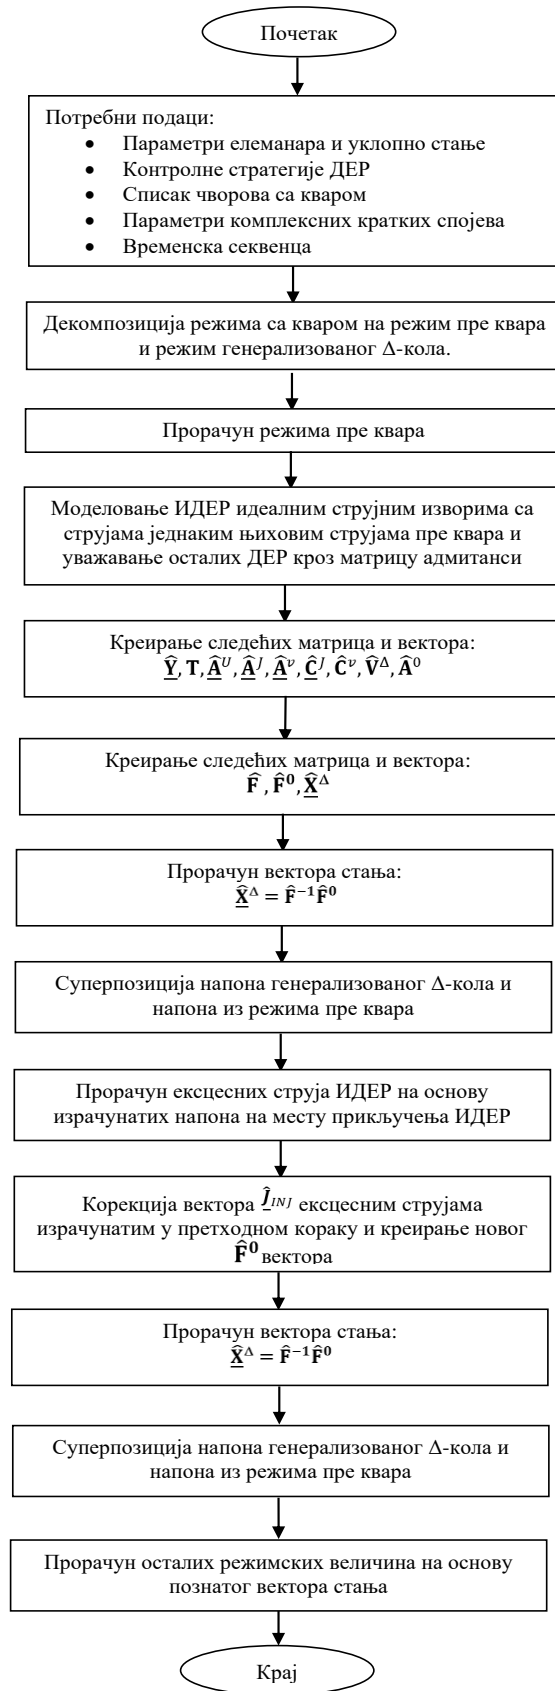 Почетак
Потребни подаци:
• Параметри елеманара и уклопно стање
• Контролне стратегије ДЕР
• Списак чворова са кваром
• Параметри комплексних кратких спојева
• Временска секвенца
Декомпозиција режима са кваром на режим пре квара
и режим генерализованог Δ-кола.
Прорачун режима пре квара
Моделовање ИДЕР идеалним струјним изворима са
струјама једнаким њиховим струјама пре квара и
уважавање осталих ДЕР кроз матрицу адмитанси
Креирање следећих матрица и вектора:
𝐘̲̂, 𝐓, 𝐀̲̂ᵁ, 𝐀̲̂ᴶ, 𝐀̲̂ᵛ, 𝐂̲̂ᴶ, 𝐂̂ᵛ, 𝐕̂ᐞ, 𝐀̂⁰
Креирање следећих матрица и вектора:
𝐅̂ , 𝐅̂⁰, 𝐗̲̂ᐞ
Прорачун вектора стања:
𝐗̲̂ᐞ = 𝐅̂⁻¹𝐅̂⁰
Суперпозиција напона генерализованог Δ-кола и
напона из режима пре квара
Прорачун ексцесних струја ИДЕР на основу
израчунатих напона на месту прикључења ИДЕР
Корекција вектора 𝑱̲̂_INJ ексцесним струјама
израчунатим у претходном кораку и креирање новог
𝐅̂⁰ вектора
Прорачун вектора стања:
𝐗̲̂ᐞ = 𝐅̂⁻¹𝐅̂⁰
Суперпозиција напона генерализованог Δ-кола и
напона из режима пре квара
Прорачун осталих режимских величина на основу
познатог вектора стања
Крај